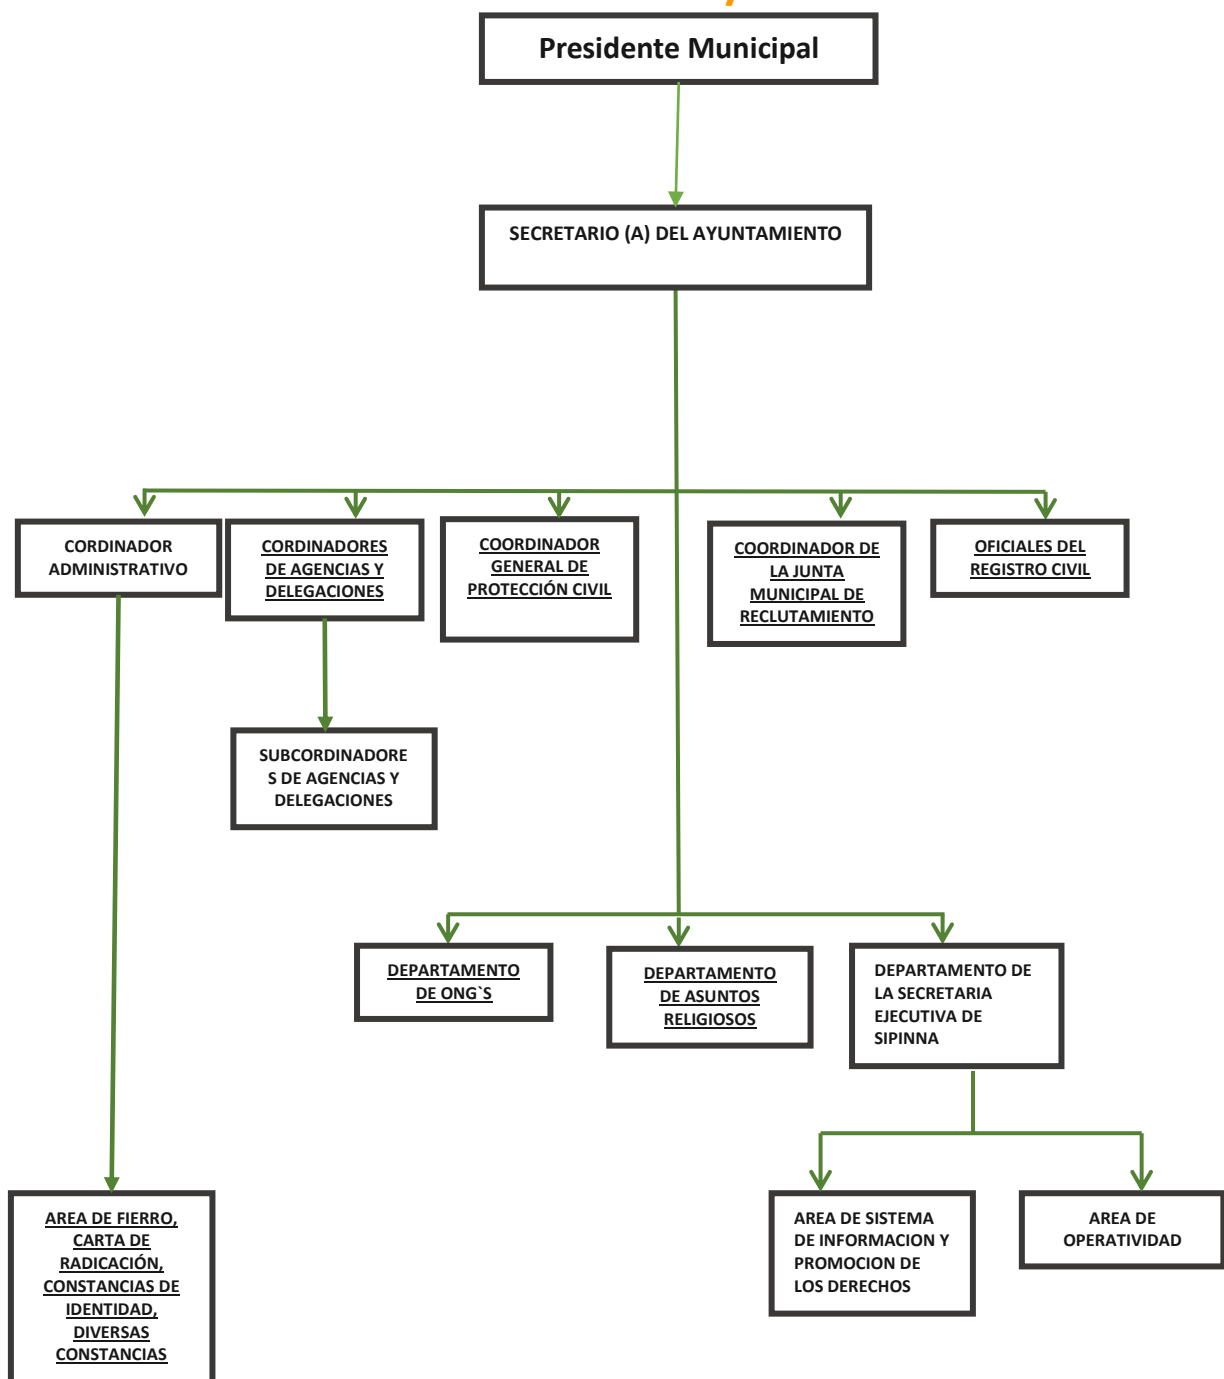 Presidente Municipal
SECRETARIO (A) DEL AYUNTAMIENTO
CORDINADOR
ADMINISTRATIVO
CORDINADORES
DE AGENCIAS Y
DELEGACIONES
COORDINADOR
GENERAL DE
PROTECCIÓN CIVIL
COORDINADOR DE
LA JUNTA
MUNICIPAL DE
RECLUTAMIENTO
OFICIALES DEL
REGISTRO CIVIL
SUBCORDINADORE
S DE AGENCIAS Y
DELEGACIONES
DEPARTAMENTO
DE ONG`S
DEPARTAMENTO
DE ASUNTOS
RELIGIOSOS
DEPARTAMENTO DE
LA SECRETARIA
EJECUTIVA DE
SIPINNA
AREA DE FIERRO,
CARTA DE
RADICACIÓN,
CONSTANCIAS DE
IDENTIDAD,
DIVERSAS
CONSTANCIAS
AREA DE SISTEMA
DE INFORMACION Y
PROMOCION DE
LOS DERECHOS
AREA DE
OPERATIVIDAD